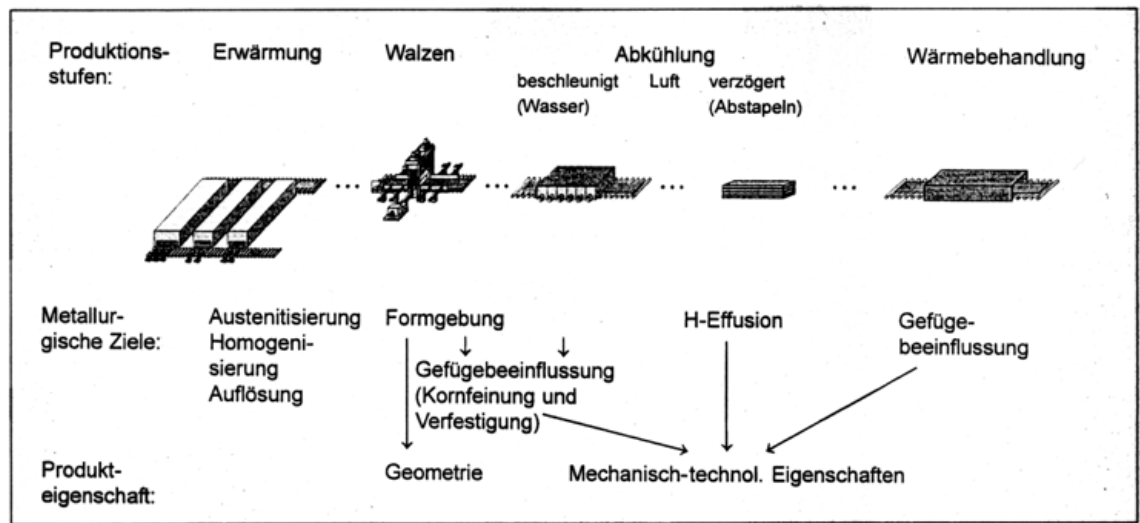 Produktions-
stufen:
Erwärmung
Walzen
Abkühlung
beschleunigt Luft verzögert
(Wasser) (Abstapeln)
Wärmebehandlung
Metallur-
gische Ziele:
Austenitisierung
Homogeni-
sierung
Auflösung
Formgebung
Gefügebeeinflussung
(Kornfeinung und
Verfestigung)
H-Effusion
Gefüge-
beeinflussung
Produkt-
eigenschaft:
Geometrie
Mechanisch-technol. Eigenschaften